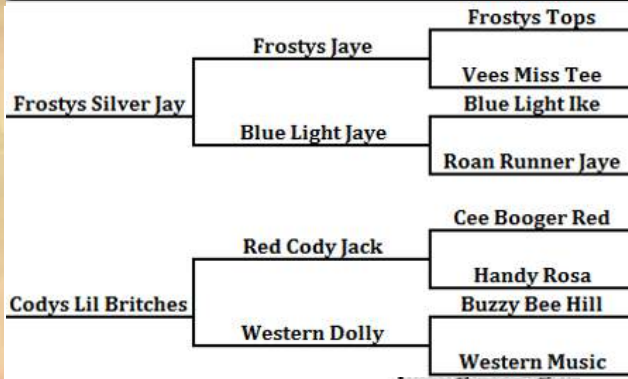 Frostys Tops
Frostys Jaye
Vees Miss Tee
Frostys Silver Jay
Blue Light Ike
Blue Light Jaye
Roan Runner Jaye
Cee Booger Red
Red Cody Jack
Handy Rosa
Codys Lil Britches
Buzzy Bee Hill
Western Dolly
Western Music